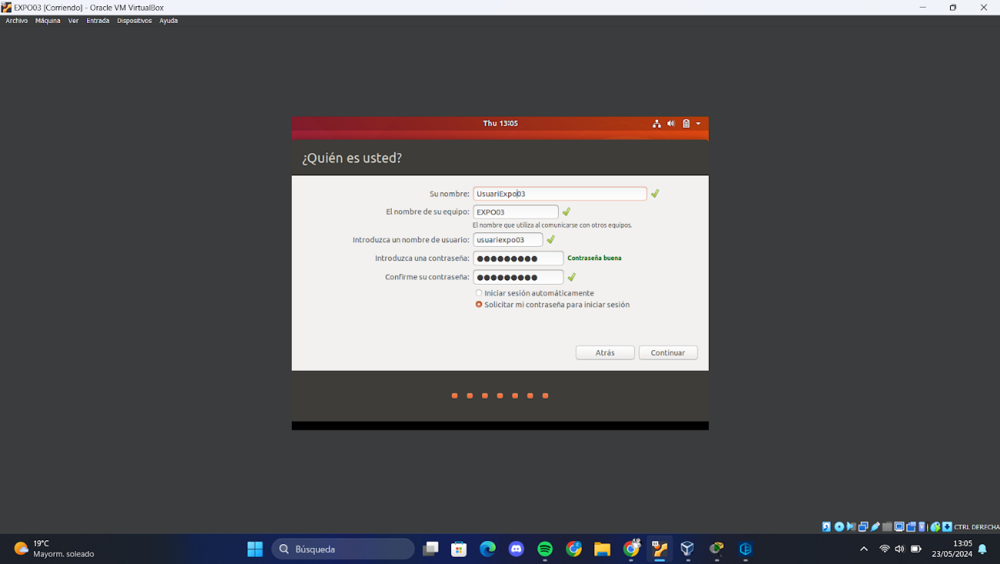 EXPO03 [Corriendo] - Oracle VM VirtualBox
Archivo Máquina Ver Entrada Dispositivos Ayuda
Thu 13:05
¿Quién es usted?
Su nombre: UsuariExpo03
El nombre de su equipo: EXPO03
El nombre que utiliza al comunicarse con otros equipos.
Introduzca un nombre de usuario: usuariexpo03
Introduzca una contraseña: ●●●●●●●●● Contraseña buena
Confirme su contraseña: ●●●●●●●●●
Iniciar sesión automáticamente
Solicitar mi contraseña para iniciar sesión
Atrás Continuar
CTRL DERECHA
19°C
Mayorm. soleado
Búsqueda
13:05
23/05/2024